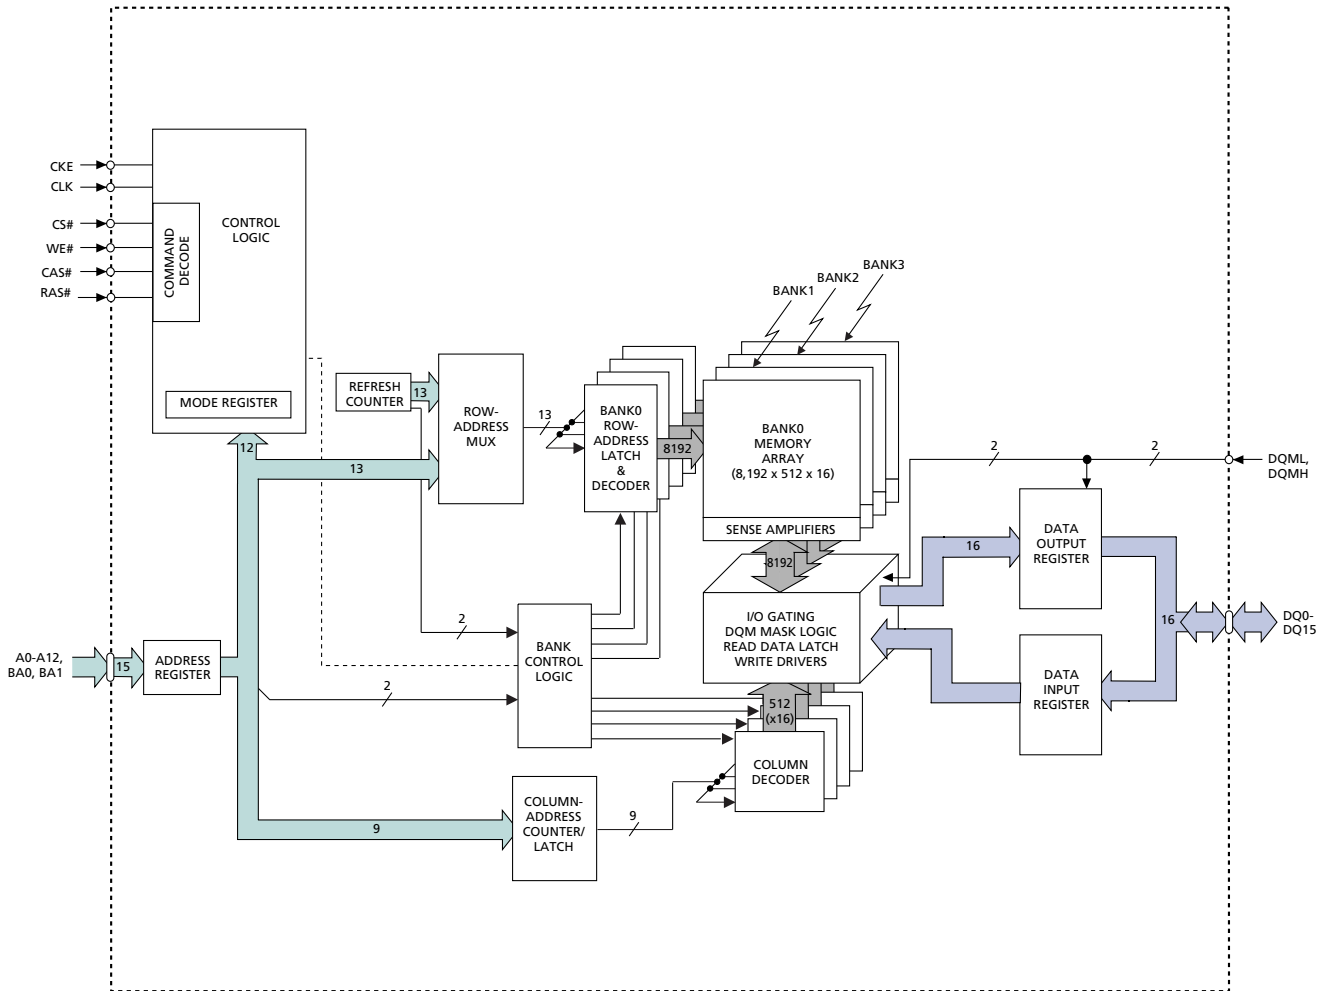 CKE
CLK
CS#
WE#
CAS#
RAS#
COMMAND
DECODE
CONTROL
LOGIC
MODE REGISTER
12
REFRESH
COUNTER
13
13
ROW-
ADDRESS
MUX
13
BANK0
ROW-
ADDRESS
LATCH
&
DECODER
8192
BANK1
BANK2
BANK3
BANK0
MEMORY
ARRAY
(8,192 x 512 x 16)
SENSE AMPLIFIERS
8192
I/O GATING
DQM MASK LOGIC
READ DATA LATCH
WRITE DRIVERS
512
(x16)
COLUMN
DECODER
2
2
DQML,
DQMH
16
DATA
OUTPUT
REGISTER
16
DQ0-
DQ15
DATA
INPUT
REGISTER
A0-A12,
BA0, BA1
15
ADDRESS
REGISTER
2
2
BANK
CONTROL
LOGIC
9
COLUMN-
ADDRESS
COUNTER/
LATCH
9